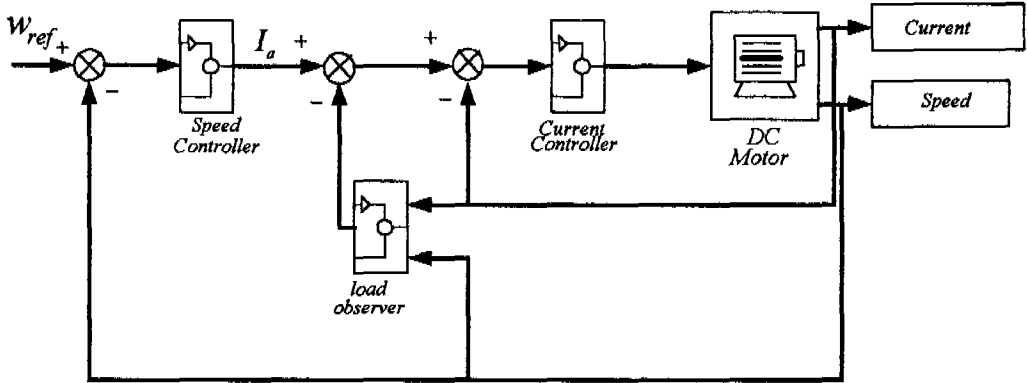 w_ref + − Speed
Controller
I_a + −
+ −
Current
Controller
DC
Motor
Current
Speed
load
observer